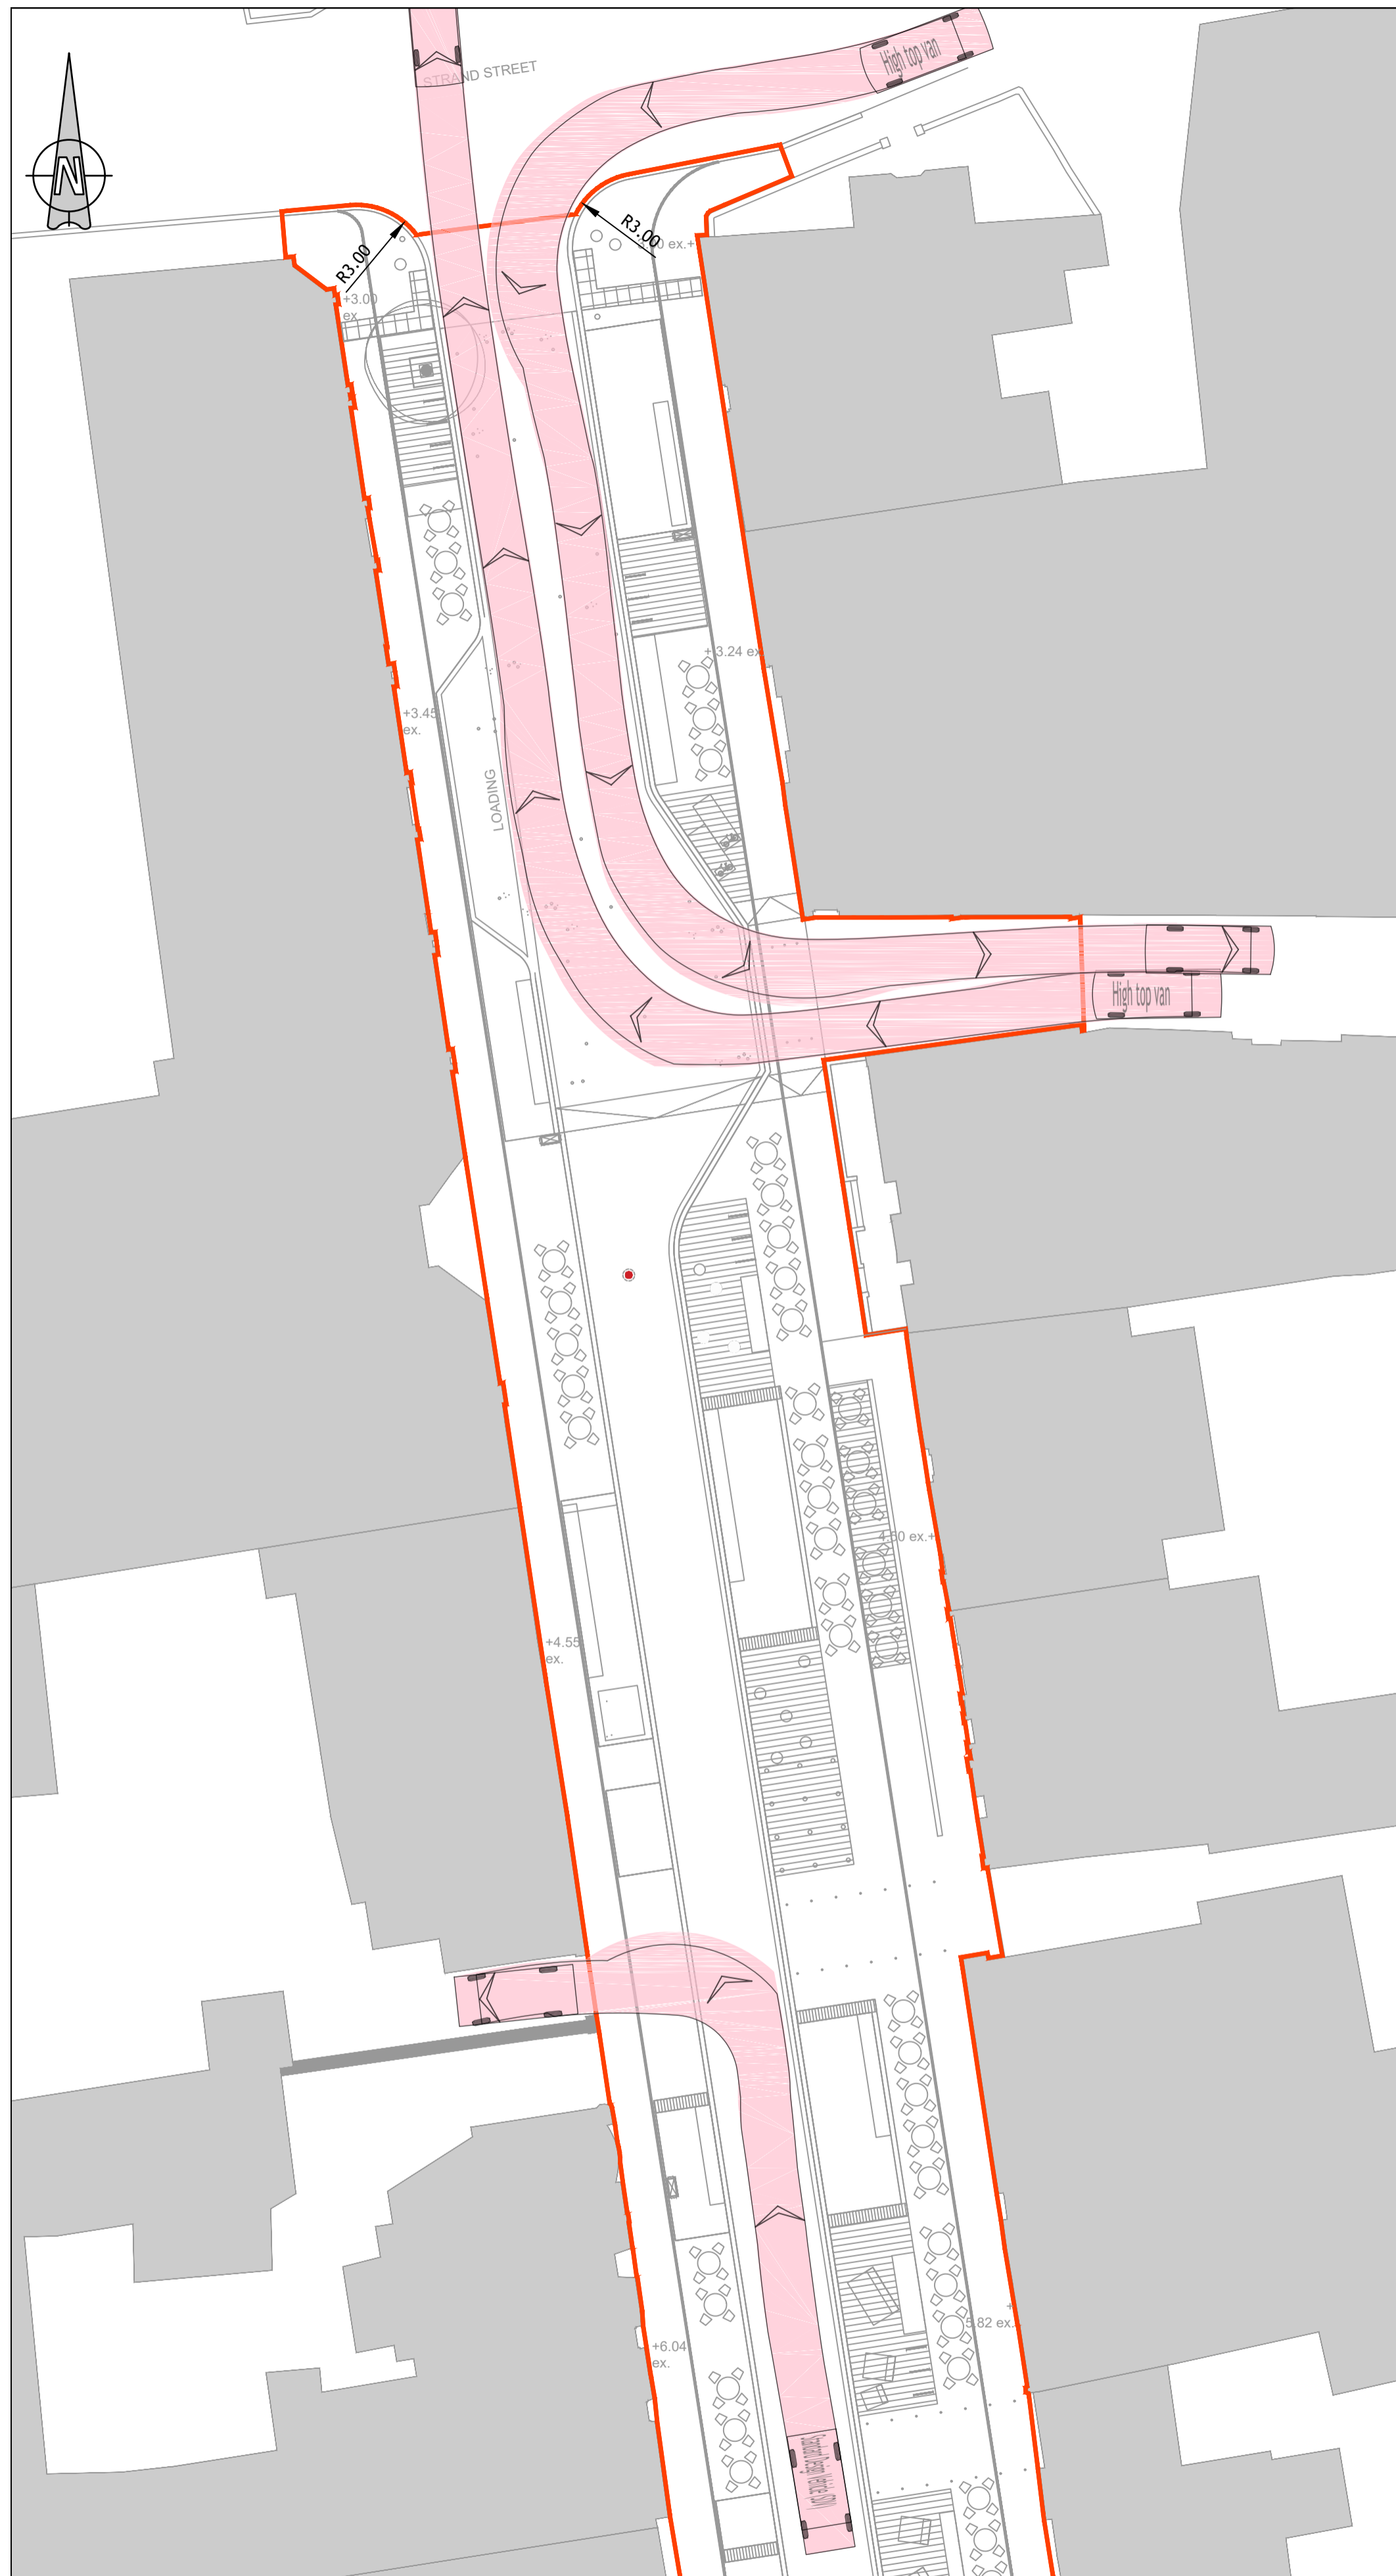 High top van
STRAND STREET
N
R3.00
R3.00
+3.00
ex.
+3.24 ex
+3.45
ex.
LOADING
High top van
4.50 ex.+
+4.55
ex.
+
5.82 ex.
+6.04
ex.